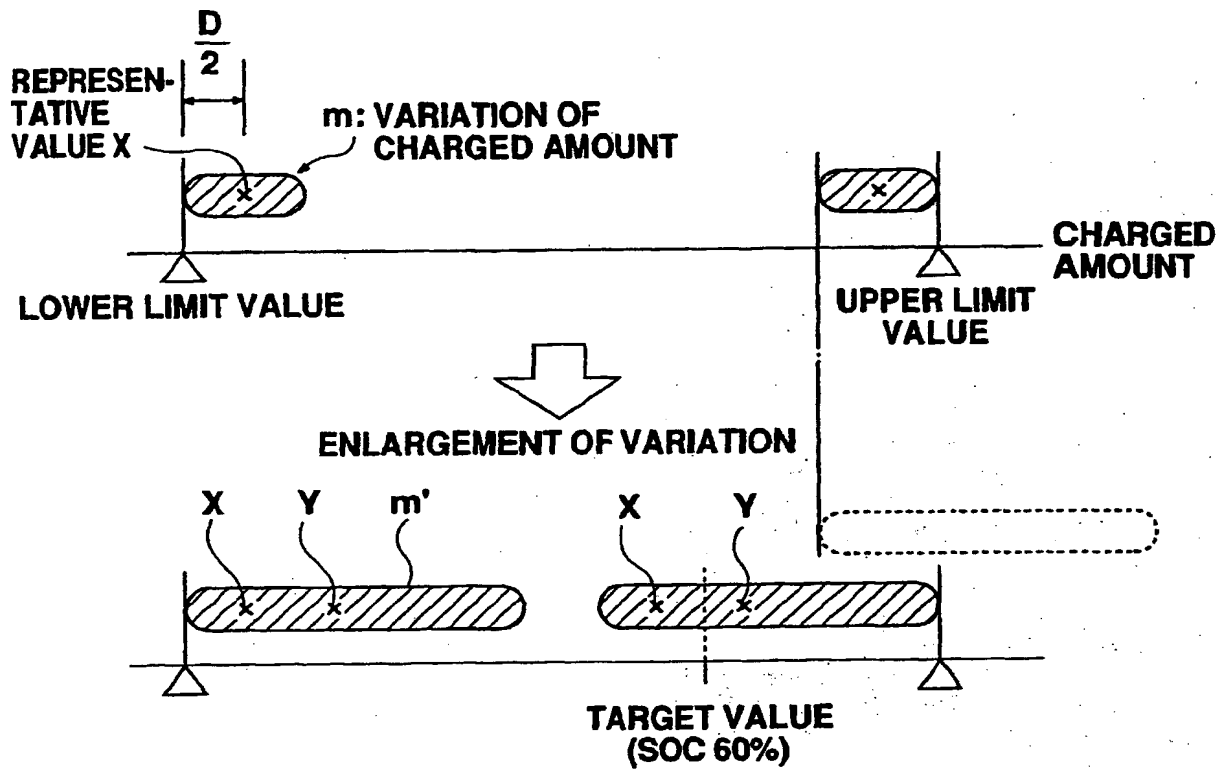 D
2
REPRESEN-
TATIVE
VALUE X
m: VARIATION OF
CHARGED AMOUNT
CHARGED
AMOUNT
LOWER LIMIT VALUE
UPPER LIMIT
VALUE
ENLARGEMENT OF VARIATION
X Y m' X Y
TARGET VALUE
(SOC 60%)